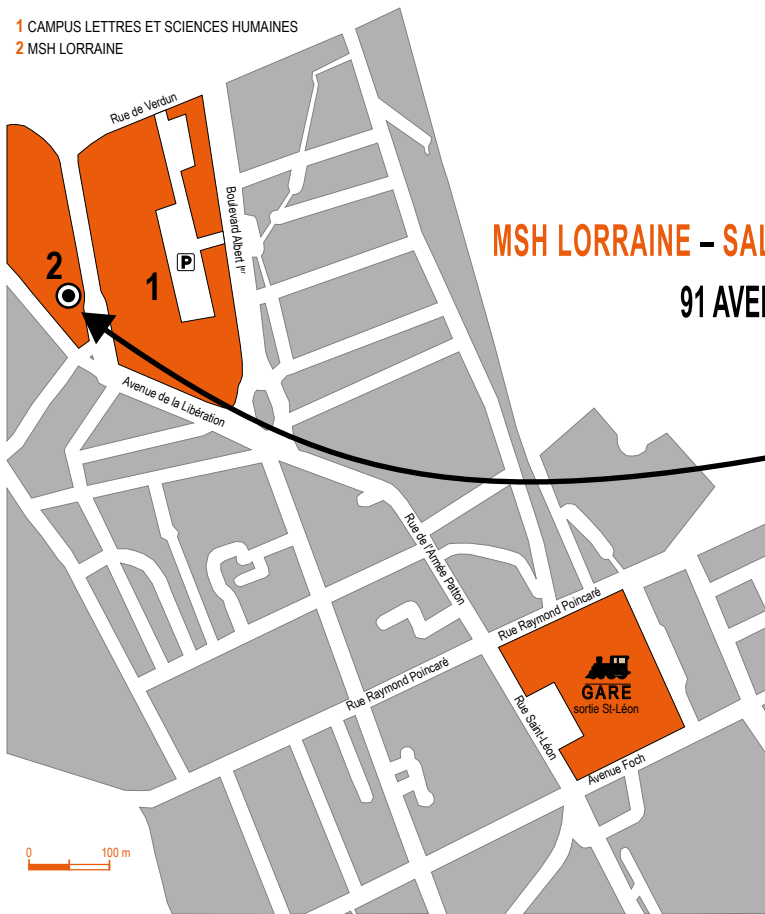 1 CAMPUS LETTRES ET SCIENCES HUMAINES
2 MSH LORRAINE
Rue de Verdun
Boulevard Albert Ier
MSH LORRAINE – SAL
2
P
1
91 AVE
Avenue de la Libération
Rue de l'Armée Patton
Rue Raymond Poincaré
Rue Raymond Poincaré
GARE
sortie St-Léon
Rue Saint-Léon
Avenue Foch
0 100 m